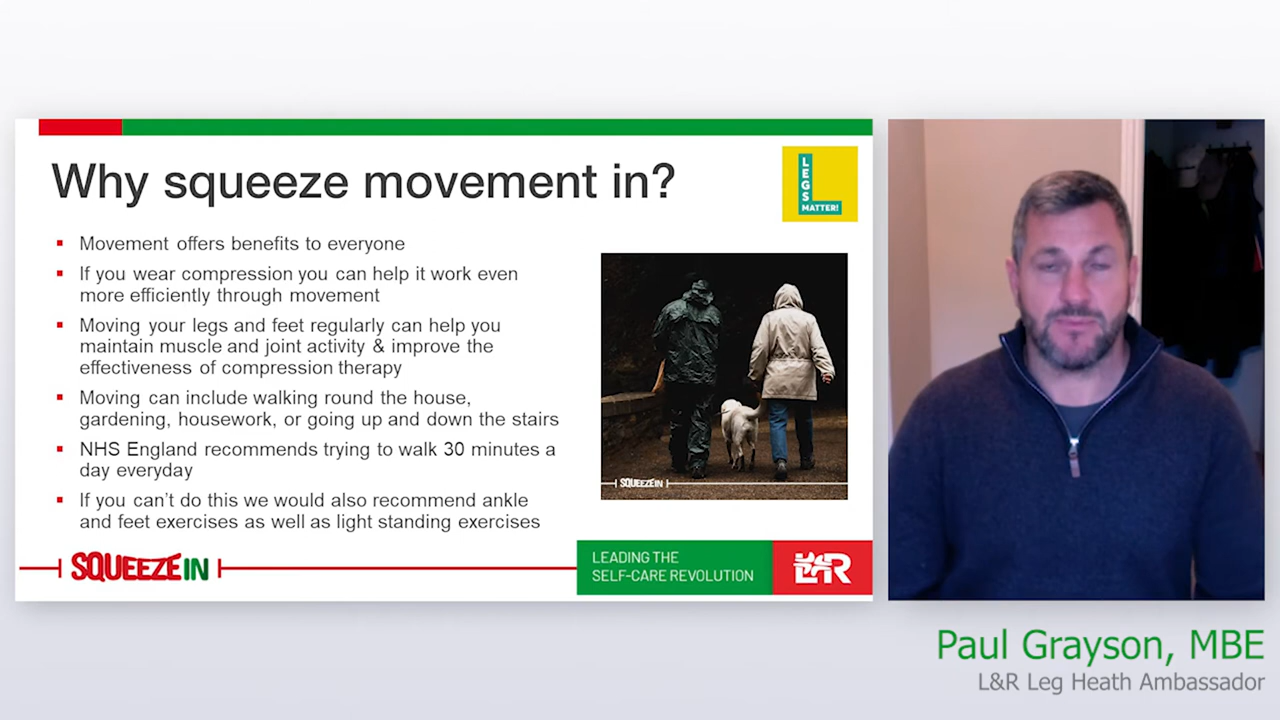 Why squeeze movement in?
LEGS
MATTER!
Movement offers benefits to everyone
If you wear compression you can help it work even
more efficiently through movement
Moving your legs and feet regularly can help you
maintain muscle and joint activity & improve the
effectiveness of compression therapy
Moving can include walking round the house,
gardening, housework, or going up and down the stairs
NHS England recommends trying to walk 30 minutes a
day everyday
If you can't do this we would also recommend ankle
and feet exercises as well as light standing exercises
SQUEEZEIN
SQUEEZEIN
LEADING THE
SELF-CARE REVOLUTION
L&R
Paul Grayson, MBE
L&R Leg Heath Ambassador